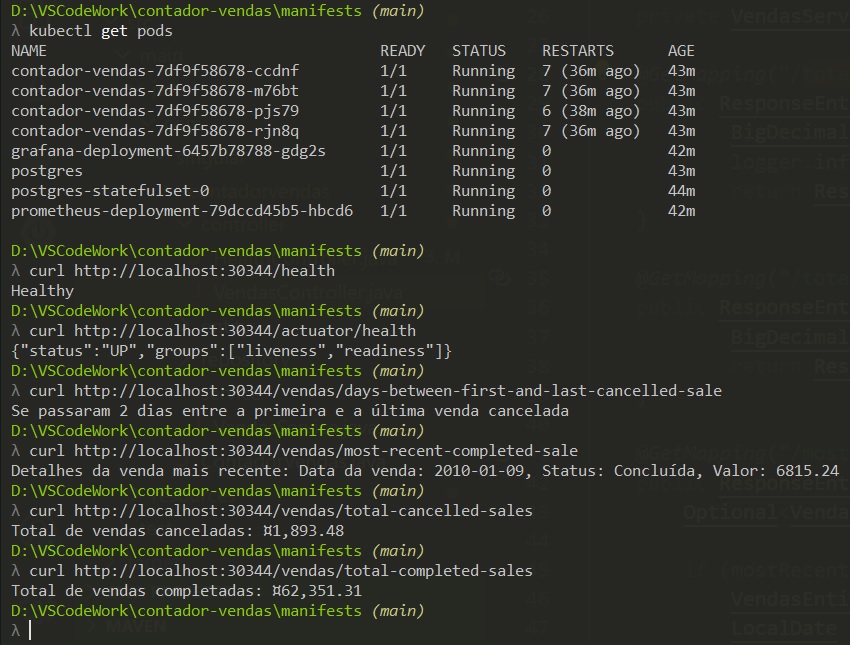 D:\VSCodeWork\contador-vendas\manifests (main)
λ kubectl get pods
NAME READY STATUS RESTARTS AGE
contador-vendas-7df9f58678-ccdnf 1/1 Running 7 (36m ago) 43m
contador-vendas-7df9f58678-m76bt 1/1 Running 7 (36m ago) 43m
contador-vendas-7df9f58678-pjs79 1/1 Running 6 (38m ago) 43m
contador-vendas-7df9f58678-rjn8q 1/1 Running 7 (36m ago) 43m
grafana-deployment-6457b78788-gdg2s 1/1 Running 0 42m
postgres 1/1 Running 0 43m
postgres-statefulset-0 1/1 Running 0 44m
prometheus-deployment-79dccd45b5-hbcd6 1/1 Running 0 42m
D:\VSCodeWork\contador-vendas\manifests (main)
λ curl http://localhost:30344/health
Healthy
D:\VSCodeWork\contador-vendas\manifests (main)
λ curl http://localhost:30344/actuator/health
{"status":"UP","groups":["liveness","readiness"]}
D:\VSCodeWork\contador-vendas\manifests (main)
λ curl http://localhost:30344/vendas/days-between-first-and-last-cancelled-sale
Se passaram 2 dias entre a primeira e a última venda cancelada
D:\VSCodeWork\contador-vendas\manifests (main)
λ curl http://localhost:30344/vendas/most-recent-completed-sale
Detalhes da venda mais recente: Data da venda: 2010-01-09, Status: Concluída, Valor: 6815.24
D:\VSCodeWork\contador-vendas\manifests (main)
λ curl http://localhost:30344/vendas/total-cancelled-sales
Total de vendas canceladas: ¤1,893.48
D:\VSCodeWork\contador-vendas\manifests (main)
λ curl http://localhost:30344/vendas/total-completed-sales
Total de vendas completadas: ¤62,351.31
D:\VSCodeWork\contador-vendas\manifests (main)
λ